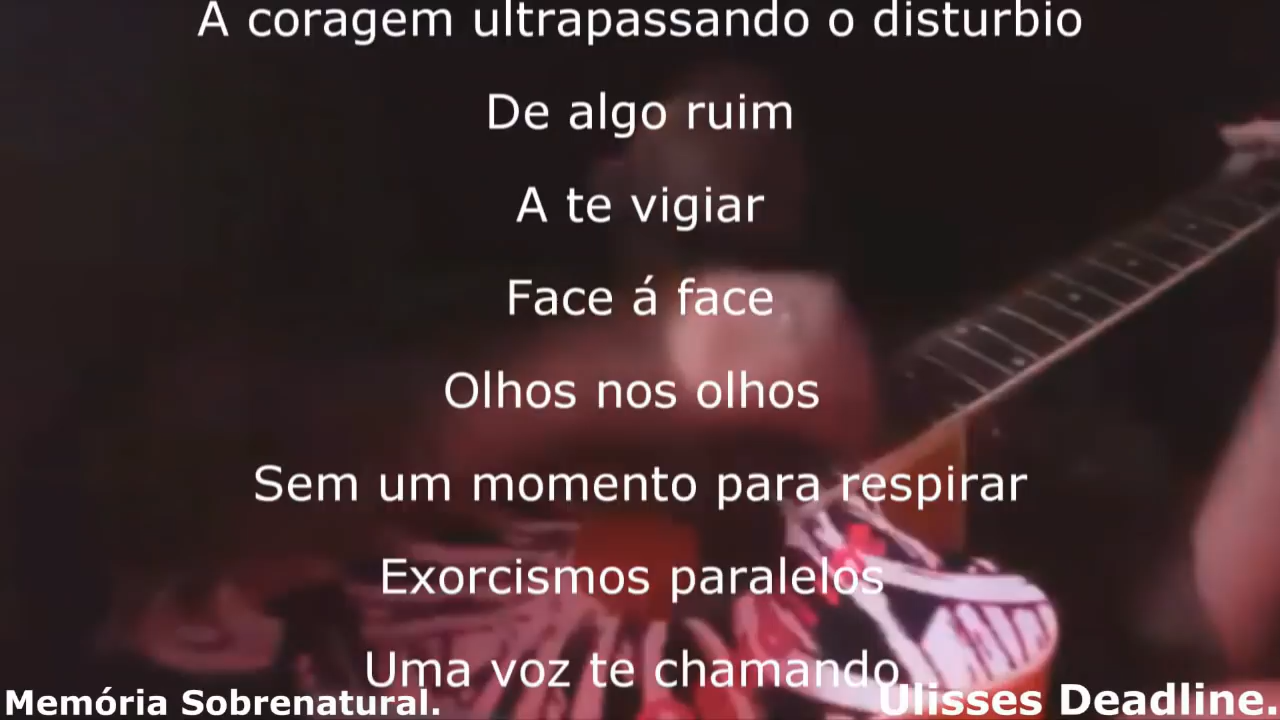 A coragem ultrapassando o disturbio
De algo ruim
A te vigiar
Face á face
Olhos nos olhos
Sem um momento para respirar
Exorcismos paralelos
Uma voz te chamando
Memória Sobrenatural.
Ulisses Deadline.